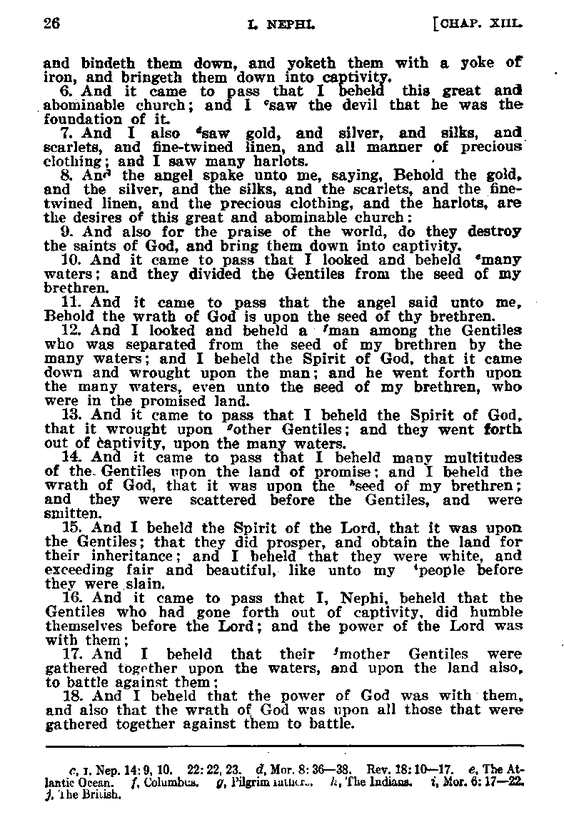 26 I. NEPHI. [CHAP. XIII.
and bindeth them down, and yoketh them with a yoke of
iron, and bringeth them down into captivity.
6. And it came to pass that I beheld this great and
abominable church; and I ᶜsaw the devil that he was the
foundation of it.
7. And I also ᵈsaw gold, and silver, and silks, and
scarlets, and fine-twined linen, and all manner of precious
clothing; and I saw many harlots.
8. And the angel spake unto me, saying, Behold the gold,
and the silver, and the silks, and the scarlets, and the fine-
twined linen, and the precious clothing, and the harlots, are
the desires of this great and abominable church:
9. And also for the praise of the world, do they destroy
the saints of God, and bring them down into captivity.
10. And it came to pass that I looked and beheld ᵉmany
waters; and they divided the Gentiles from the seed of my
brethren.
11. And it came to pass that the angel said unto me,
Behold the wrath of God is upon the seed of thy brethren.
12. And I looked and beheld a ᶠman among the Gentiles
who was separated from the seed of my brethren by the
many waters; and I beheld the Spirit of God, that it came
down and wrought upon the man; and he went forth upon
the many waters, even unto the seed of my brethren, who
were in the promised land.
13. And it came to pass that I beheld the Spirit of God,
that it wrought upon ᵍother Gentiles; and they went forth
out of captivity, upon the many waters.
14. And it came to pass that I beheld many multitudes
of the Gentiles upon the land of promise; and I beheld the
wrath of God, that it was upon the ʰseed of my brethren;
and they were scattered before the Gentiles, and were
smitten.
15. And I beheld the Spirit of the Lord, that it was upon
the Gentiles; that they did prosper, and obtain the land for
their inheritance; and I beheld that they were white, and
exceeding fair and beautiful, like unto my ⁱpeople before
they were slain.
16. And it came to pass that I, Nephi, beheld that the
Gentiles who had gone forth out of captivity, did humble
themselves before the Lord; and the power of the Lord was
with them;
17. And I beheld that their ʲmother Gentiles were
gathered together upon the waters, and upon the land also,
to battle against them;
18. And I beheld that the power of God was with them,
and also that the wrath of God was upon all those that were
gathered together against them to battle.
c, I. Nep. 14: 9, 10. 22: 22, 23. d, Mor. 8: 36—38. Rev. 18: 10—17. e, The At-
lantic Ocean. f, Columbus. g, Pilgrim h, The Indians. i, Mor. 6: 17—22.
j, The British.